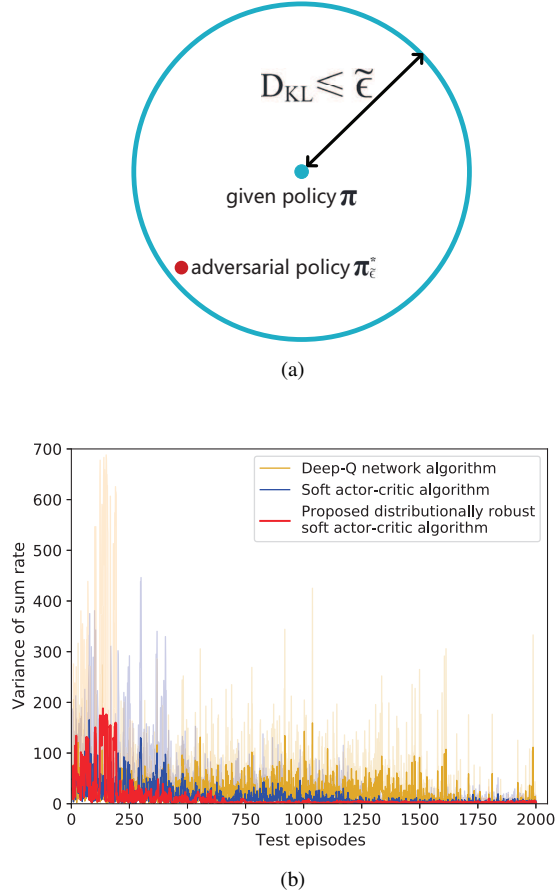 D_KL ≤ ε̃
given policy π
adversarial policy π*_ε̃
(a)
700
600
500
400
300
200
100
0
Variance of sum rate
Deep-Q network algorithm
Soft actor-critic algorithm
Proposed distributionally robust
soft actor-critic algorithm
0 250 500 750 1000 1250 1500 1750 2000
Test episodes
(b)